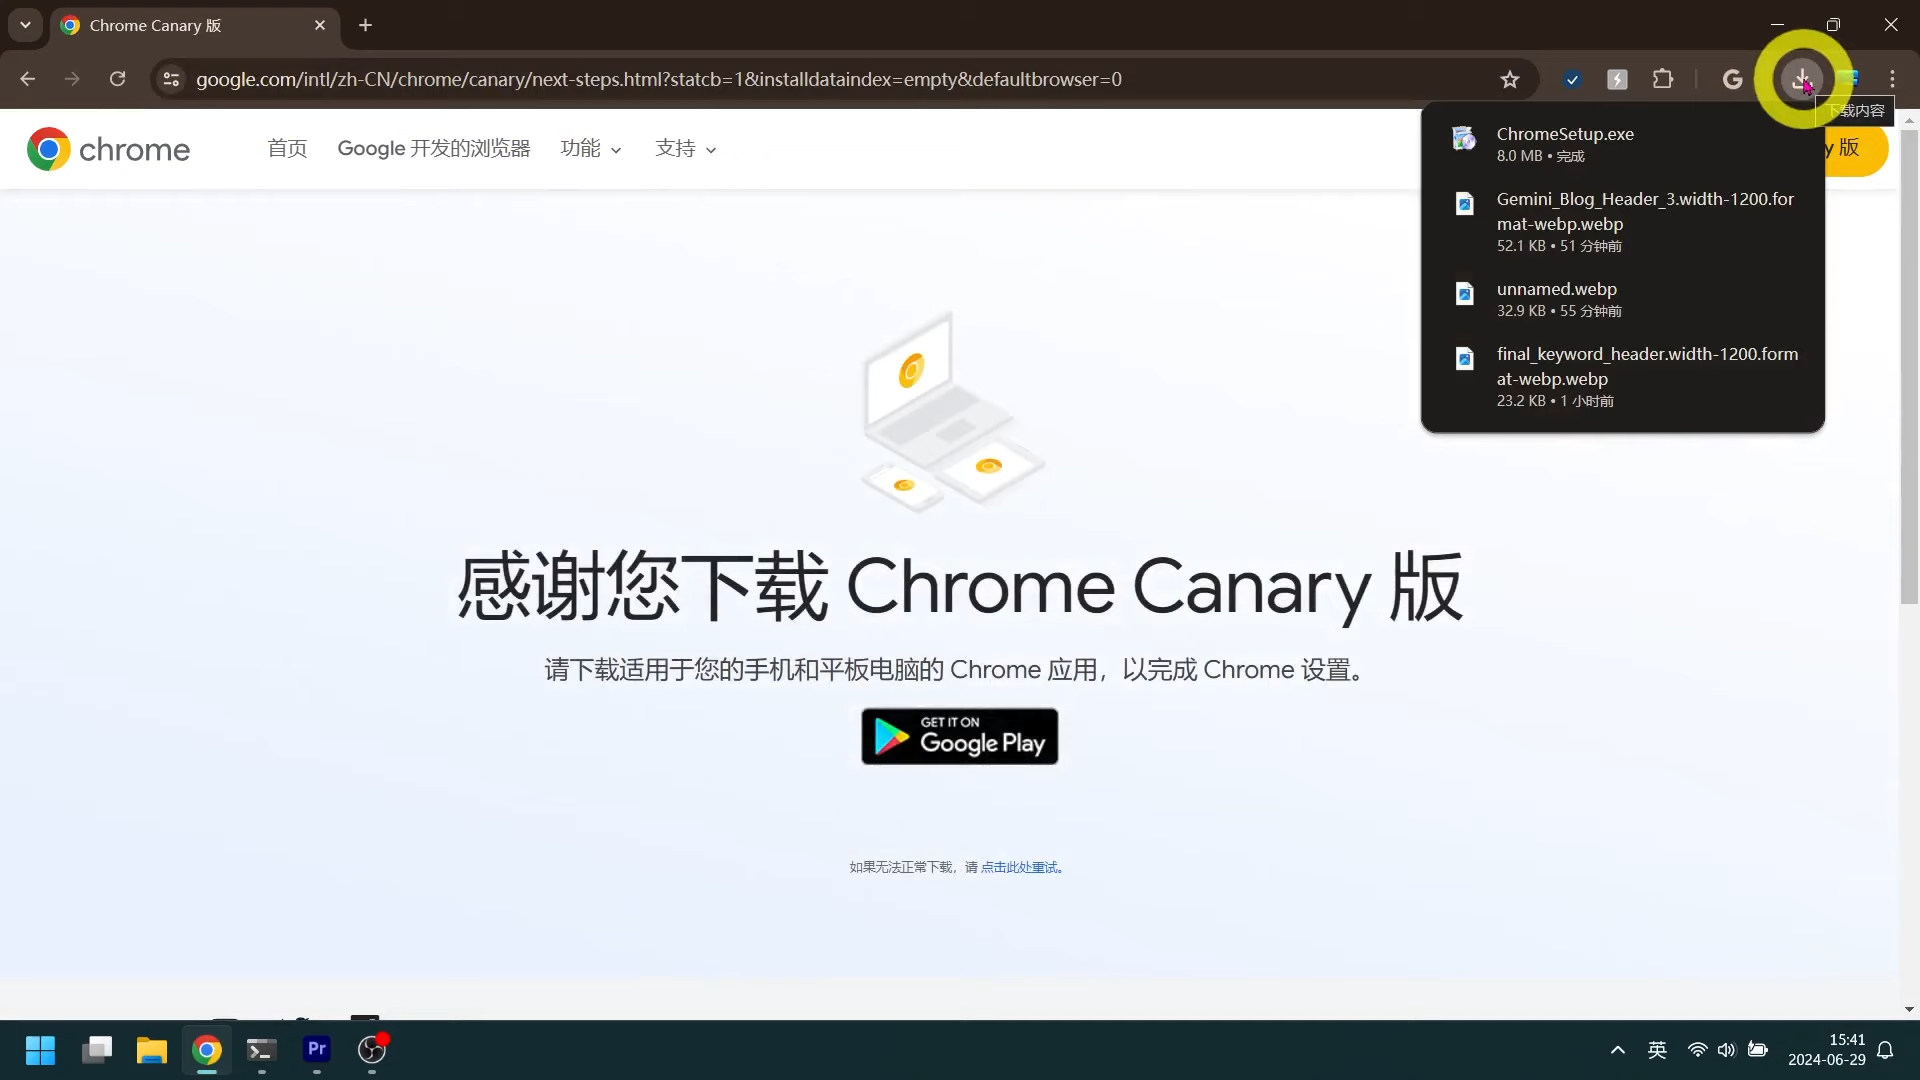 Chrome Canary 版
google.com/intl/zh-CN/chrome/canary/next-steps.html?statcb=1&installdataindex=empty&defaultbrowser=0
下载内容
chrome
首页
Google 开发的浏览器
功能
支持
y 版
ChromeSetup.exe
8.0 MB • 完成
Gemini_Blog_Header_3.width-1200.for
mat-webp.webp
52.1 KB • 51 分钟前
unnamed.webp
32.9 KB • 55 分钟前
final_keyword_header.width-1200.form
at-webp.webp
23.2 KB • 1 小时前
感谢您下载 Chrome Canary 版
请下载适用于您的手机和平板电脑的 Chrome 应用，以完成 Chrome 设置。
GET IT ON
Google Play
如果无法正常下载，请 点击此处重试。
Pr
英
15:41
2024-06-29